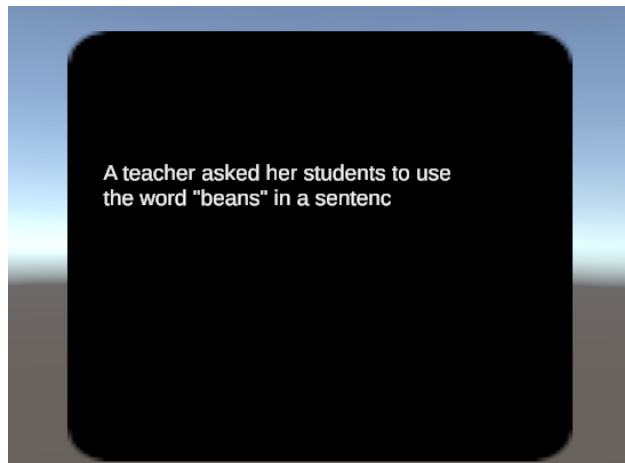 A teacher asked her students to use
the word "beans" in a sentenc